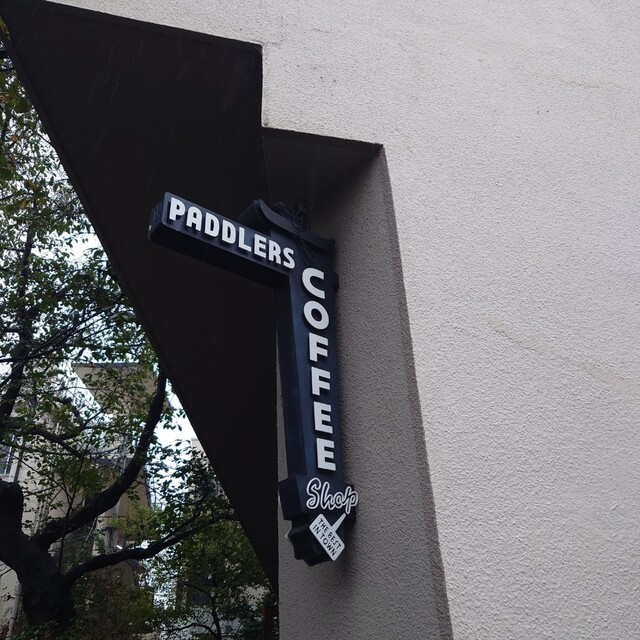 PADDLERS
COFFEE
Shop
THE BEST
IN TOWN